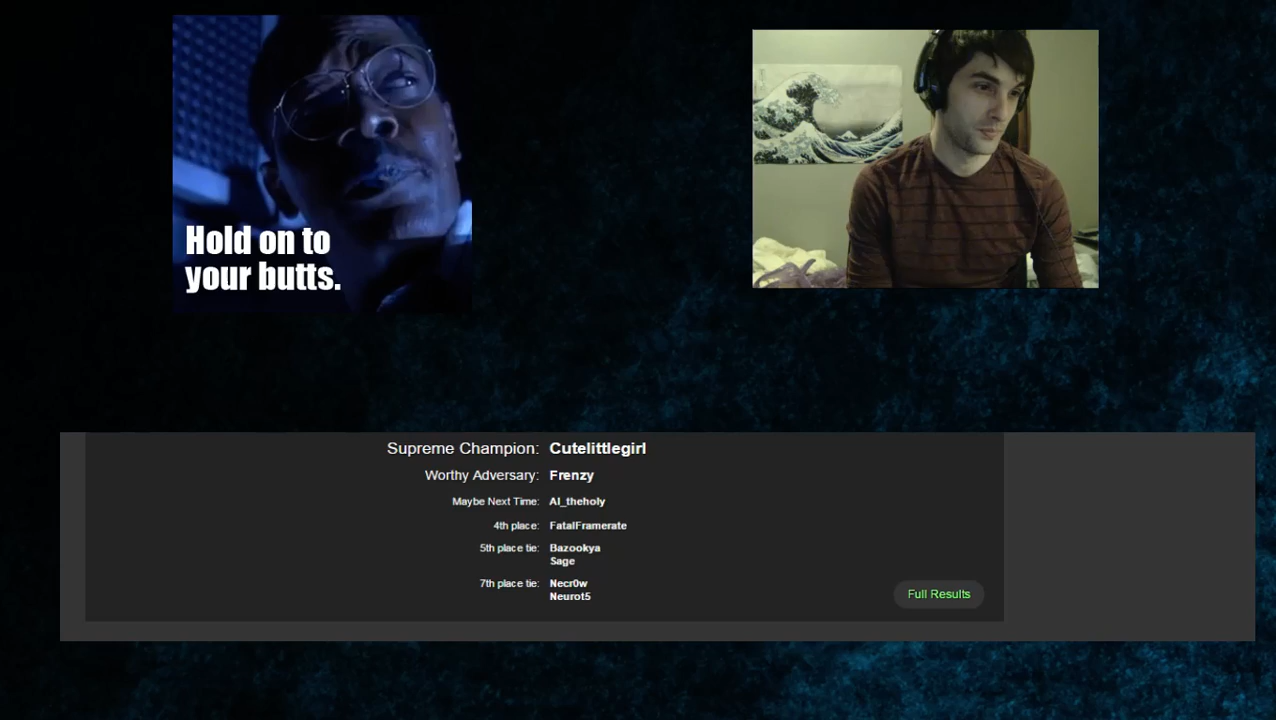 Hold on to
your butts.
Supreme Champion: Cutelittlegirl
Worthy Adversary: Frenzy
Maybe Next Time: AI_theholy
4th place: FatalFramerate
5th place tie: Bazookya
Sage
7th place tie: Necr0w
Neurot5
Full Results